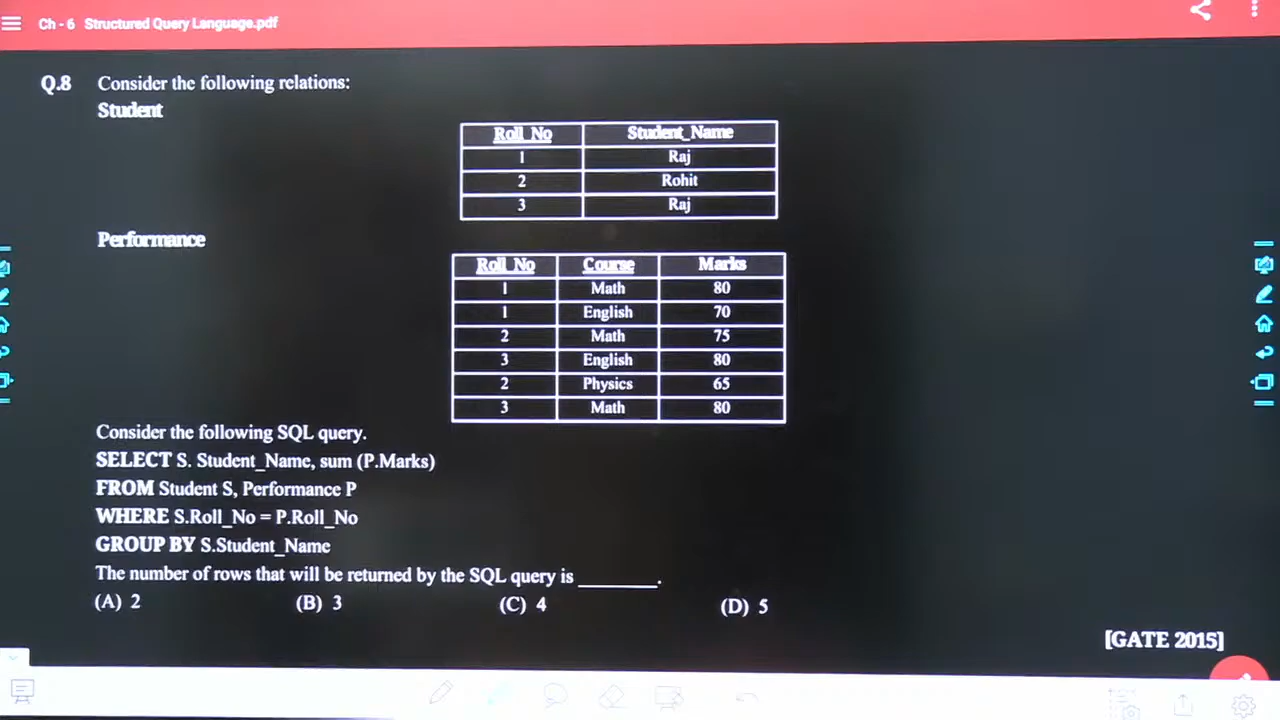 Ch - 6 Structured Query Language.pdf
Q.8 Consider the following relations:
Student
Roll_No Student_Name
1 Raj
2 Rohit
3 Raj
Performance
Roll_No Course Marks
1 Math 80
1 English 70
2 Math 75
3 English 80
2 Physics 65
3 Math 80
Consider the following SQL query.
SELECT S. Student_Name, sum (P.Marks)
FROM Student S, Performance P
WHERE S.Roll_No = P.Roll_No
GROUP BY S.Student_Name
The number of rows that will be returned by the SQL query is ________.
(A) 2 (B) 3 (C) 4 (D) 5
[GATE 2015]